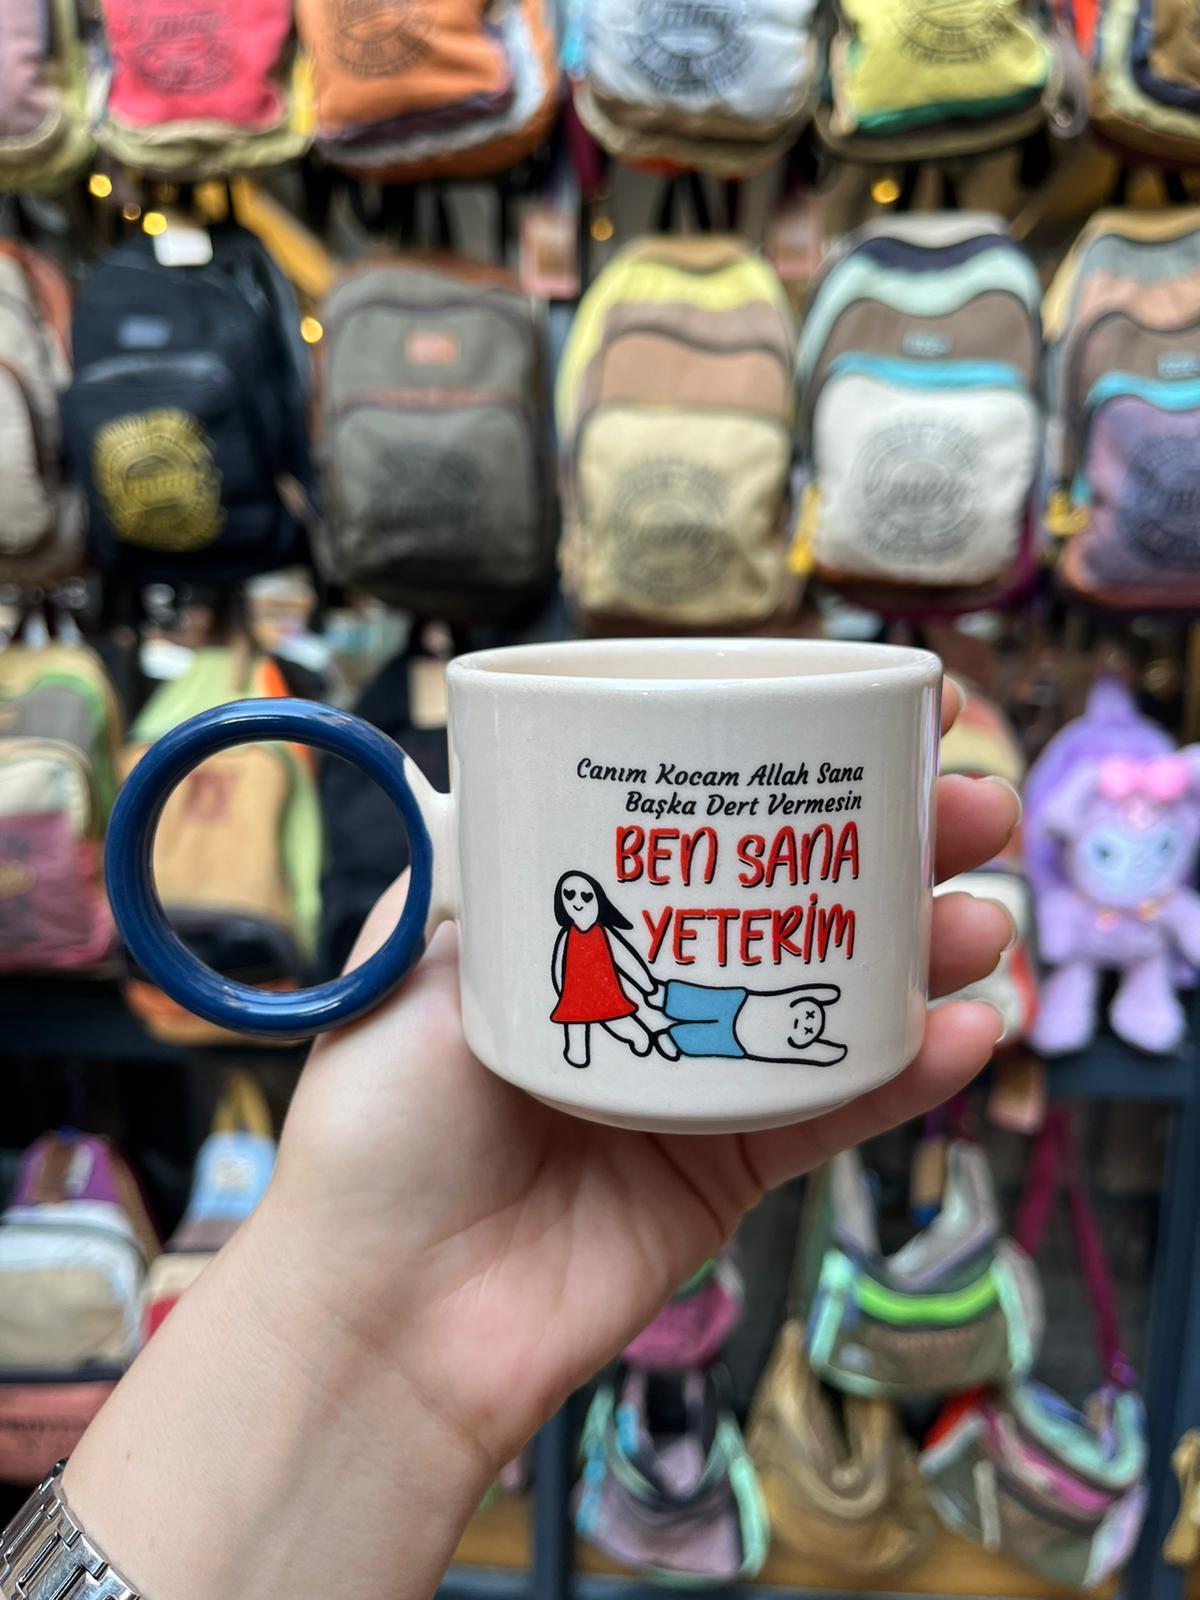 Canım Kocam Allah Sana
Başka Dert Vermesin
BEN SANA
YETERİM